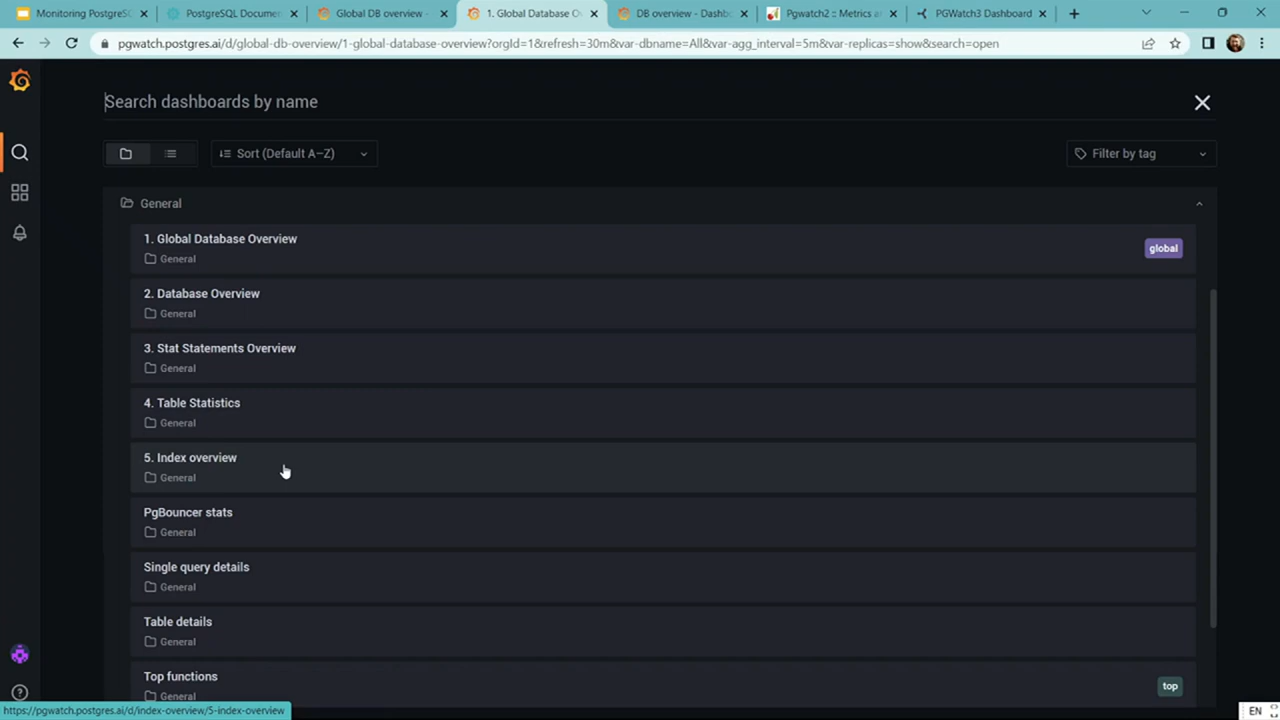 Monitoring PostgreS
PostgreSQL Docume
Global DB overview -
1. Global Database O
DB overview - Dashb
Pgwatch2 :: Metrics a
PGWatch3 Dashboard
pgwatch.postgres.ai/d/global-db-overview/1-global-database-overview?orgId=1&refresh=30m&var-dbname=All&var-agg_interval=5m&var-replicas=show&search=open
Search dashboards by name
Sort (Default A–Z)
Filter by tag
General
1. Global Database Overview
General
global
2. Database Overview
General
3. Stat Statements Overview
General
4. Table Statistics
General
5. Index overview
General
PgBouncer stats
General
Single query details
General
Table details
General
Top functions
General
top
https://pgwatch.postgres.ai/d/index-overview/5-index-overview
EN